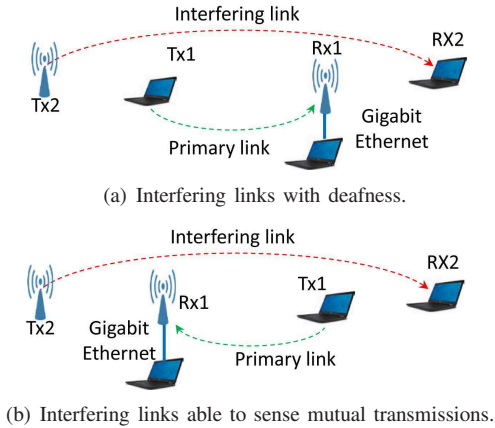 Interfering link
Tx1
Rx1
RX2
Tx2
Gigabit
Ethernet
Primary link
(a) Interfering links with deafness.
Interfering link
Tx1
RX2
Tx2
Rx1
Gigabit
Ethernet
Primary link
(b) Interfering links able to sense mutual transmissions.